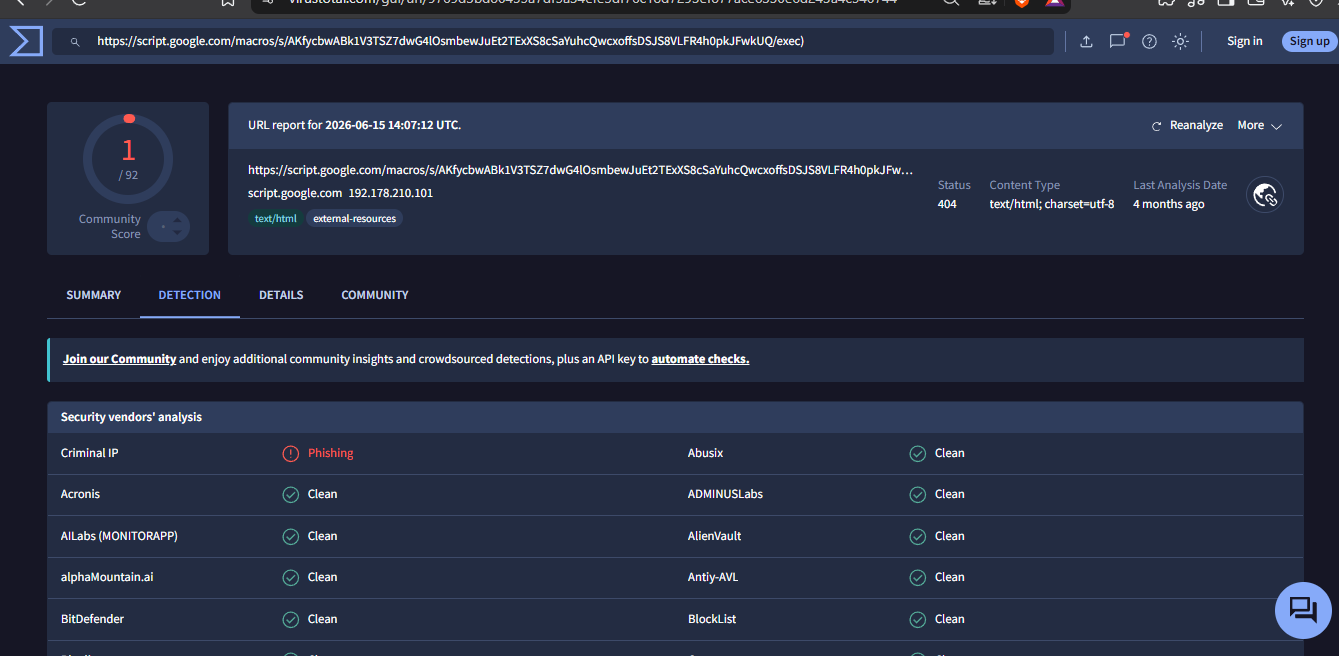 https://script.google.com/macros/s/AKfycbwABk1V3TSZ7dwG4lOsmbewJuEt2TExXS8cSaYuhcQwcxoffsDSJS8VLFR4h0pkJFwkUQ/exec)
Sign in
Sign up
1
/ 92
Community
Score
URL report for 2026-06-15 14:07:12 UTC.
Reanalyze
More
https://script.google.com/macros/s/AKfycbwABk1V3TSZ7dwG4lOsmbewJuEt2TExXS8cSaYuhcQwcxoffsDSJS8VLFR4h0pkJFw...
script.google.com 192.178.210.101
text/html external-resources
Status
404
Content Type
text/html; charset=utf-8
Last Analysis Date
4 months ago
SUMMARY DETECTION DETAILS COMMUNITY
Join our Community and enjoy additional community insights and crowdsourced detections, plus an API key to automate checks.
Security vendors' analysis
Criminal IP Phishing Abusix Clean
Acronis Clean ADMINUSLabs Clean
AILabs (MONITORAPP) Clean AlienVault Clean
alphaMountain.ai Clean Antiy-AVL Clean
BitDefender Clean BlockList Clean